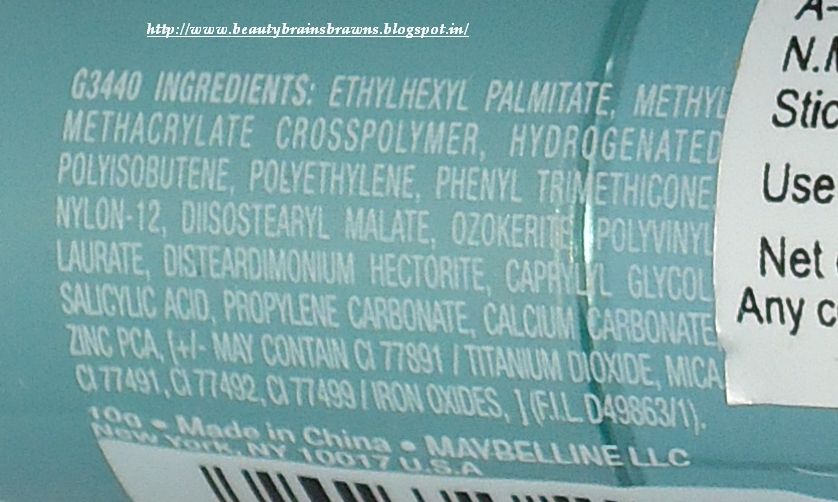 http://www.beautybrainsbrawns.blogspot.in/
G3440 INGREDIENTS: ETHYLHEXYL PALMITATE, METHYL
METHACRYLATE CROSSPOLYMER, HYDROGENATED
POLYISOBUTENE, POLYETHYLENE, PHENYL TRIMETHICONE,
NYLON-12, DIISOSTEARYL MALATE, OZOKERITE, POLYVINYL
LAURATE, DISTEARDIMONIUM HECTORITE, CAPRYLYL GLYCOL,
SALICYLIC ACID, PROPYLENE CARBONATE, CALCIUM CARBONATE,
ZINC PCA, [+/- MAY CONTAIN CI 77891 / TITANIUM DIOXIDE, MICA,
CI 77491, CI 77492, CI 77499 / IRON OXIDES, ] (F.I.L. D49863/1).
10g • Made in China • MAYBELLINE LLC
New York, NY 10017 U.S.A
A-
N.
Stic
Use
Net
Any c